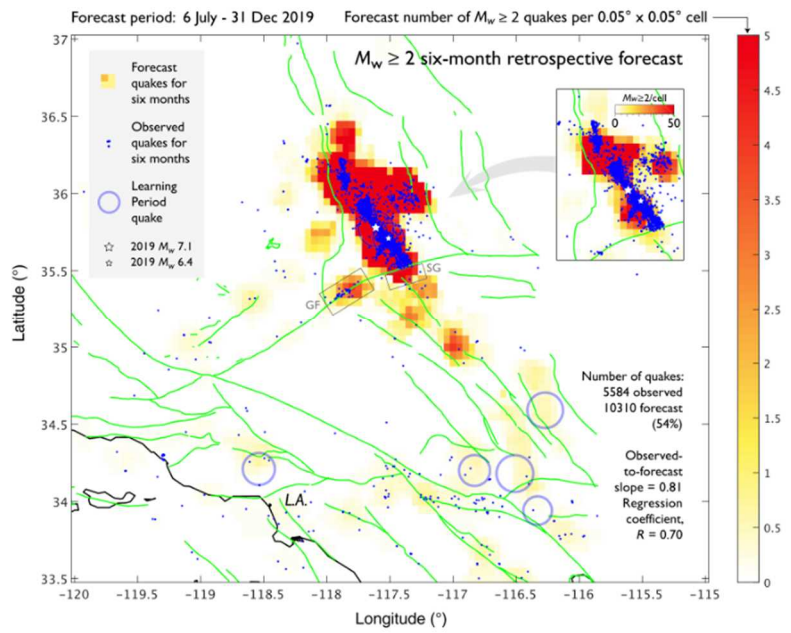 Forecast period: 6 July - 31 Dec 2019
Forecast number of Mw ≥ 2 quakes per 0.05° x 0.05° cell
Mw ≥ 2 six-month retrospective forecast
Forecast
quakes for
six months
Observed
quakes for
six months
Learning
Period
quake
2019 Mw 7.1
2019 Mw 6.4
Mw≥2/cell
0 50
GF
SG
Number of quakes:
5584 observed
10310 forecast
(54%)
Observed-
to-forecast
slope = 0.81
Regression
coefficient,
R = 0.70
L.A.
37
36.5
36
35.5
35
34.5
34
33.5
Latitude (°)
−120 −119.5 −119 −118.5 −118 −117.5 −117 −116.5 −116 −115.5 −115
Longitude (°)
5
4.5
4
3.5
3
2.5
2
1.5
1
0.5
0